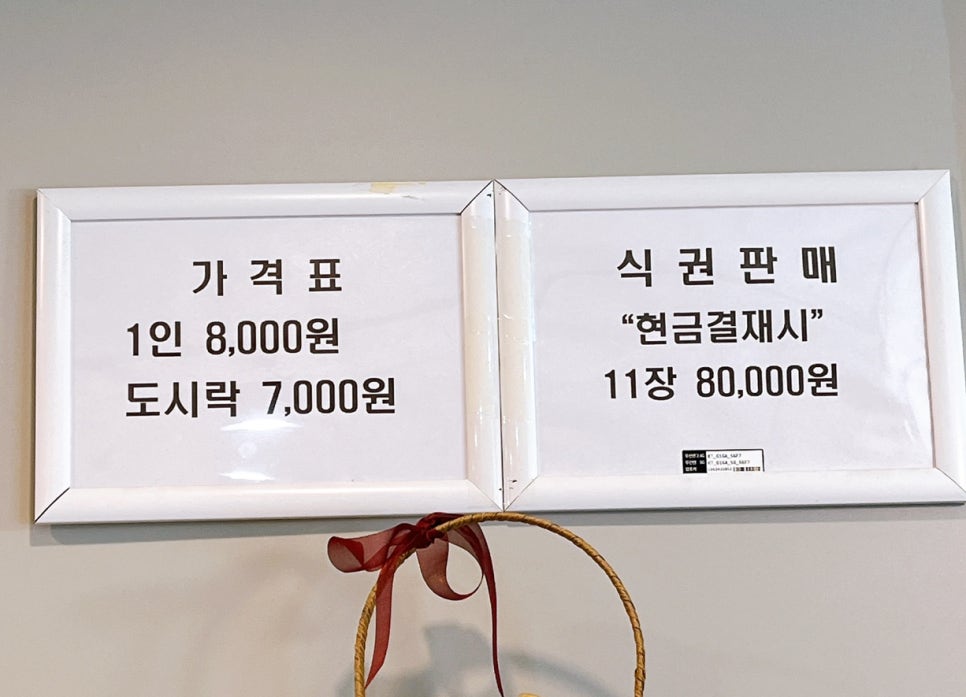 가격표
1인 8,000원
도시락 7,000원
식권판매
“현금결재시”
11장 80,000원